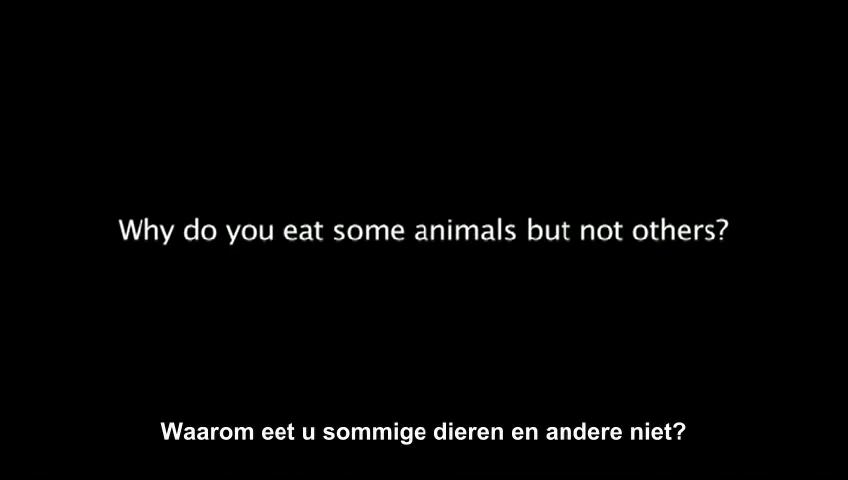 Why do you eat some animals but not others?
Waarom eet u sommige dieren en andere niet?